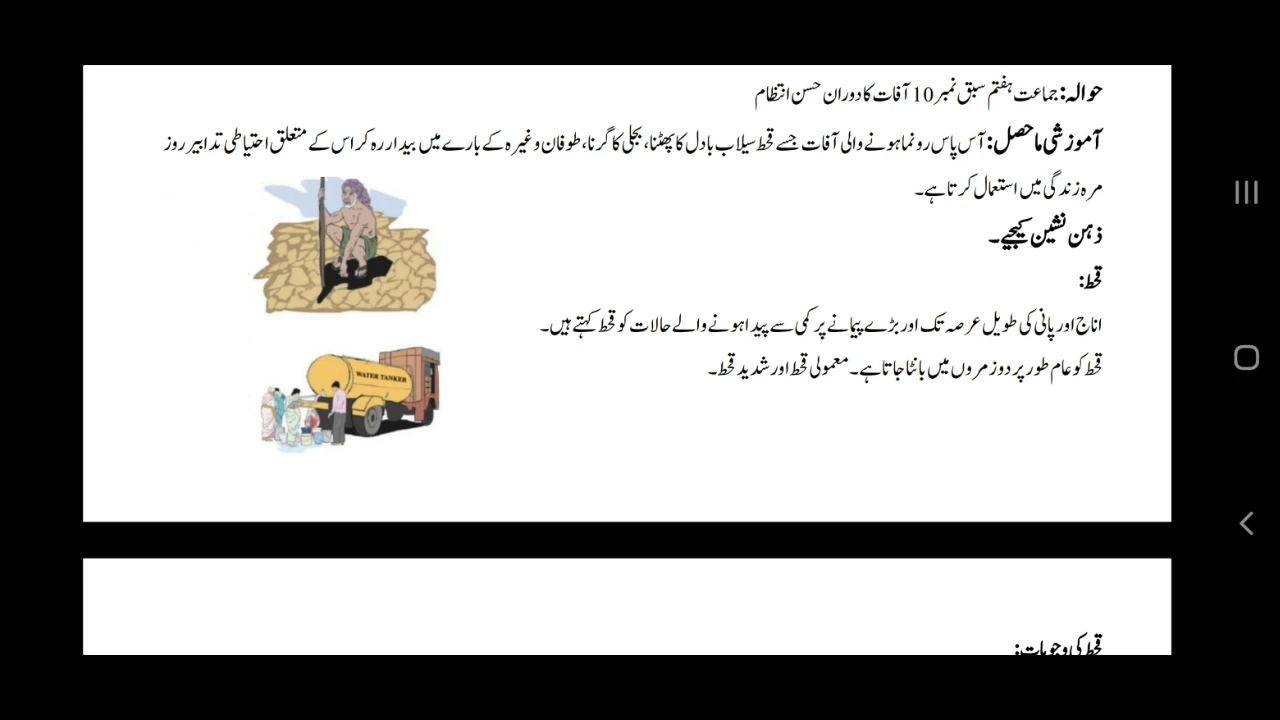 حوالہ: جماعت ہفتم سبق نمبر 10 آفات کا دوران حسن انتظام
آموزشی ماحصل: آس پاس رونما ہونے والی آفات جسے قحط سیلاب بادل کا پھٹنا، بجلی کا گرنا، طوفان وغیرہ کے بارے میں بیدار رہ کر اس کے متعلق احتیاطی تدابیر روز
مرہ زندگی میں استعمال کرتا ہے۔
ذہن نشین کیجیے۔
قحط:
اناج اور پانی کی طویل عرصہ تک اور بڑے پیمانے پر کمی سے پیدا ہونے والے حالات کو قحط کہتے ہیں۔
قحط کو عام طور پر دو زمروں میں بانٹا جاتا ہے۔ معمولی قحط اور شدید قحط۔
WATER TANKER
قحط کی وجوہات: